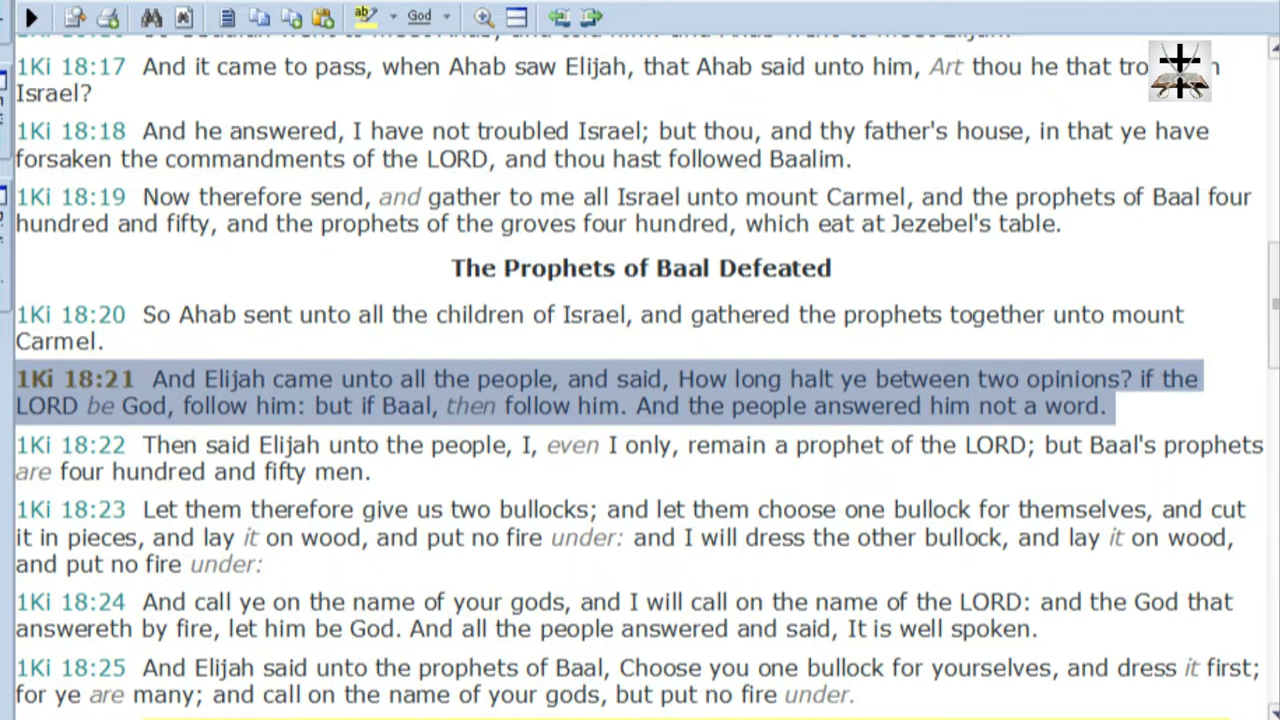 ab
God
1Ki 18:17 And it came to pass, when Ahab saw Elijah, that Ahab said unto him, Art thou he that
Israel?
1Ki 18:18 And he answered, I have not troubled Israel; but thou, and thy father's house, in that ye have
forsaken the commandments of the LORD, and thou hast followed Baalim.
1Ki 18:19 Now therefore send, and gather to me all Israel unto mount Carmel, and the prophets of Baal four
hundred and fifty, and the prophets of the groves four hundred, which eat at Jezebel's table.
The Prophets of Baal Defeated
1Ki 18:20 So Ahab sent unto all the children of Israel, and gathered the prophets together unto mount
Carmel.
1Ki 18:21 And Elijah came unto all the people, and said, How long halt ye between two opinions? if the
LORD be God, follow him: but if Baal, then follow him. And the people answered him not a word.
1Ki 18:22 Then said Elijah unto the people, I, even I only, remain a prophet of the LORD; but Baal's prophets
are four hundred and fifty men.
1Ki 18:23 Let them therefore give us two bullocks; and let them choose one bullock for themselves, and cut
it in pieces, and lay it on wood, and put no fire under: and I will dress the other bullock, and lay it on wood,
and put no fire under:
1Ki 18:24 And call ye on the name of your gods, and I will call on the name of the LORD: and the God that
answereth by fire, let him be God. And all the people answered and said, It is well spoken.
1Ki 18:25 And Elijah said unto the prophets of Baal, Choose you one bullock for yourselves, and dress it first;
for ye are many; and call on the name of your gods, but put no fire under.